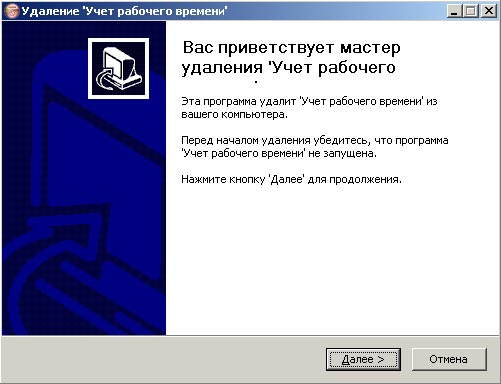 Удаление 'Учет рабочего времени'
Вас приветствует мастер
удаления 'Учет рабочего
Эта программа удалит 'Учет рабочего времени' из
вашего компьютера.
Перед началом удаления убедитесь, что программа
'Учет рабочего времени' не запущена.
Нажмите кнопку 'Далее' для продолжения.
Далее >
Отмена